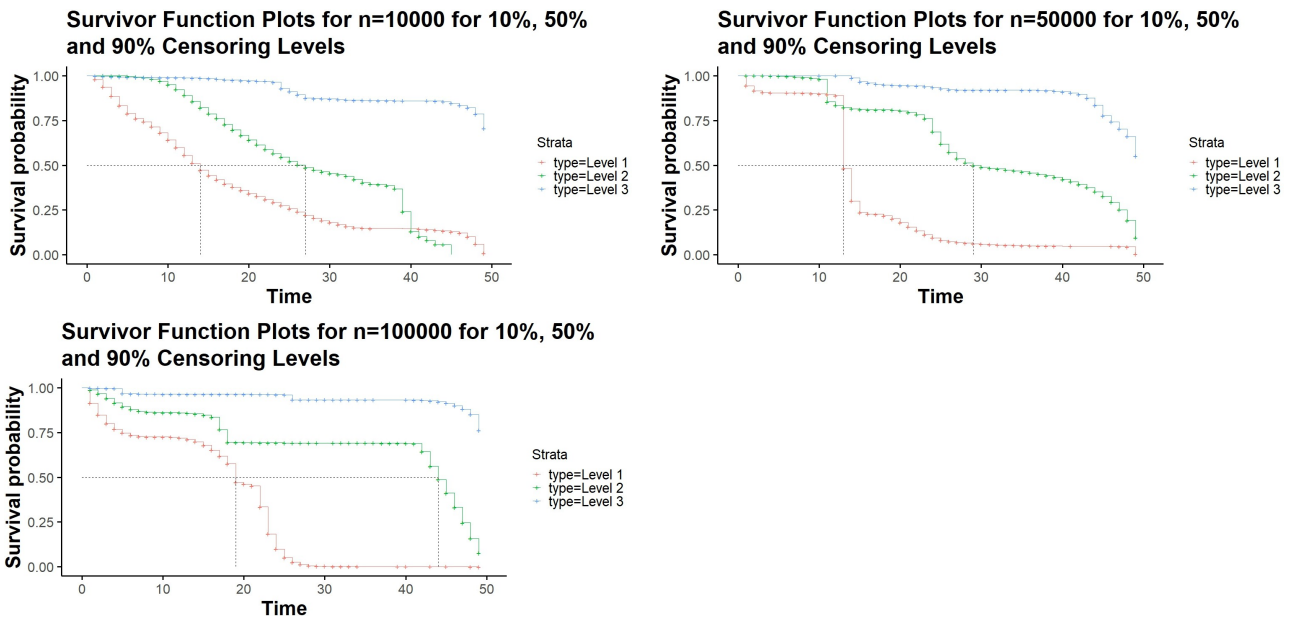 Survivor Function Plots for n=10000 for 10%, 50%
and 90% Censoring Levels
Survival probability
1.00
0.75
0.50
0.25
0.00
0 10 20 30 40 50
Time
Strata
type=Level 1
type=Level 2
type=Level 3
Survivor Function Plots for n=50000 for 10%, 50%
and 90% Censoring Levels
Survival probability
1.00
0.75
0.50
0.25
0.00
0 10 20 30 40 50
Time
Strata
type=Level 1
type=Level 2
type=Level 3
Survivor Function Plots for n=100000 for 10%, 50%
and 90% Censoring Levels
Survival probability
1.00
0.75
0.50
0.25
0.00
0 10 20 30 40 50
Time
Strata
type=Level 1
type=Level 2
type=Level 3